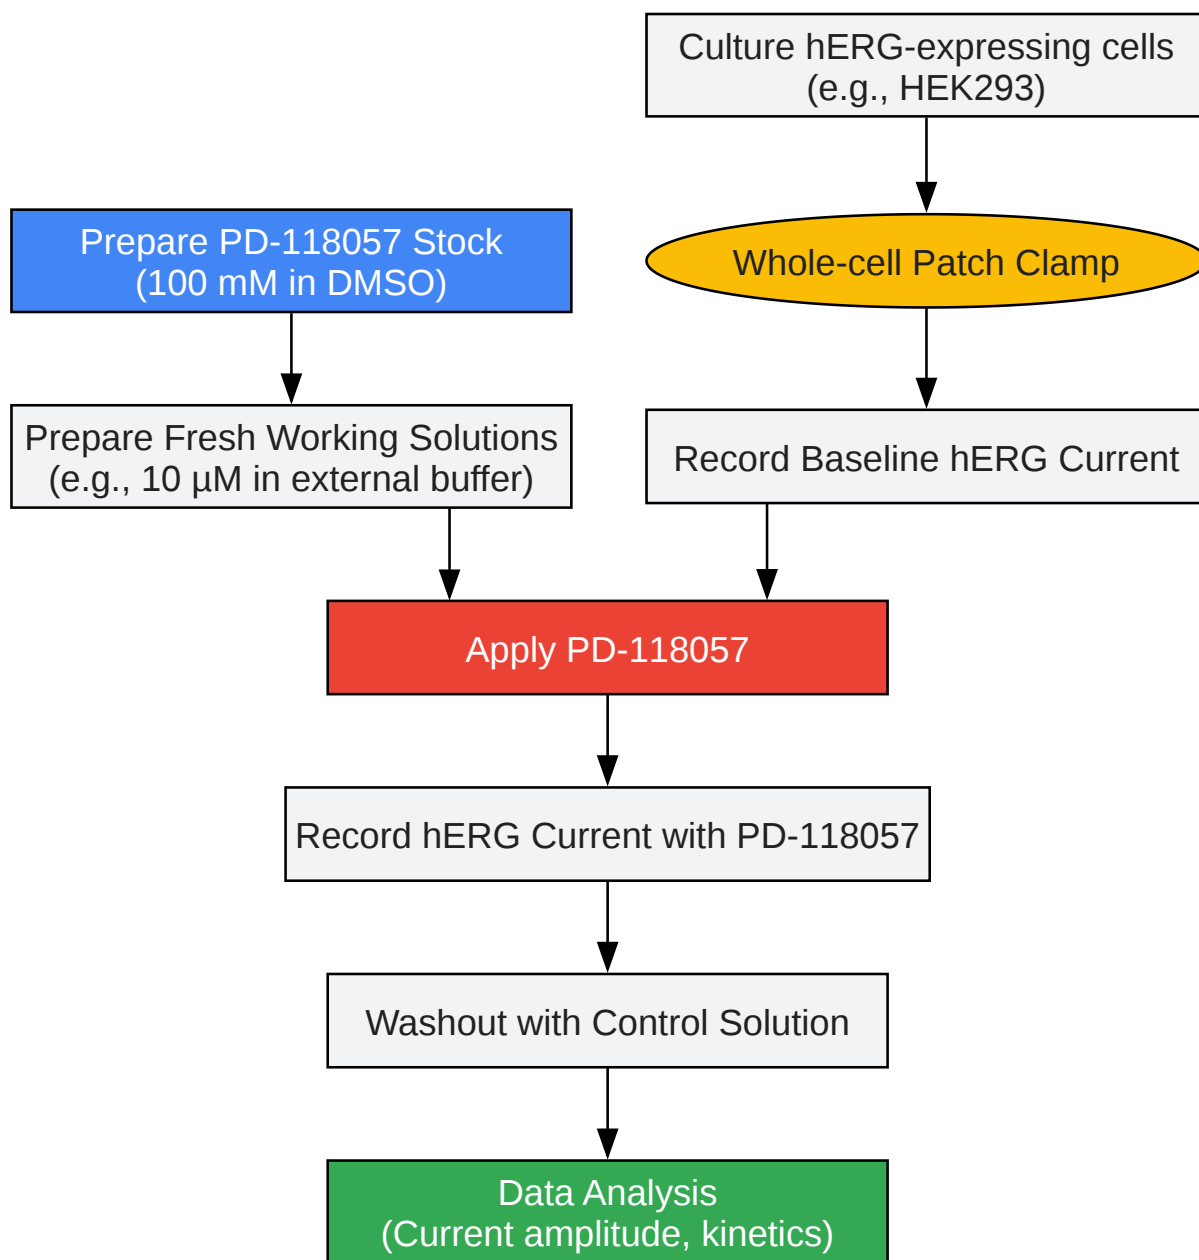 Culture hERG-expressing cells
(e.g., HEK293)
Prepare PD-118057 Stock
(100 mM in DMSO)
Whole-cell Patch Clamp
Prepare Fresh Working Solutions
(e.g., 10 µM in external buffer)
Record Baseline hERG Current
Apply PD-118057
Record hERG Current with PD-118057
Washout with Control Solution
Data Analysis
(Current amplitude, kinetics)